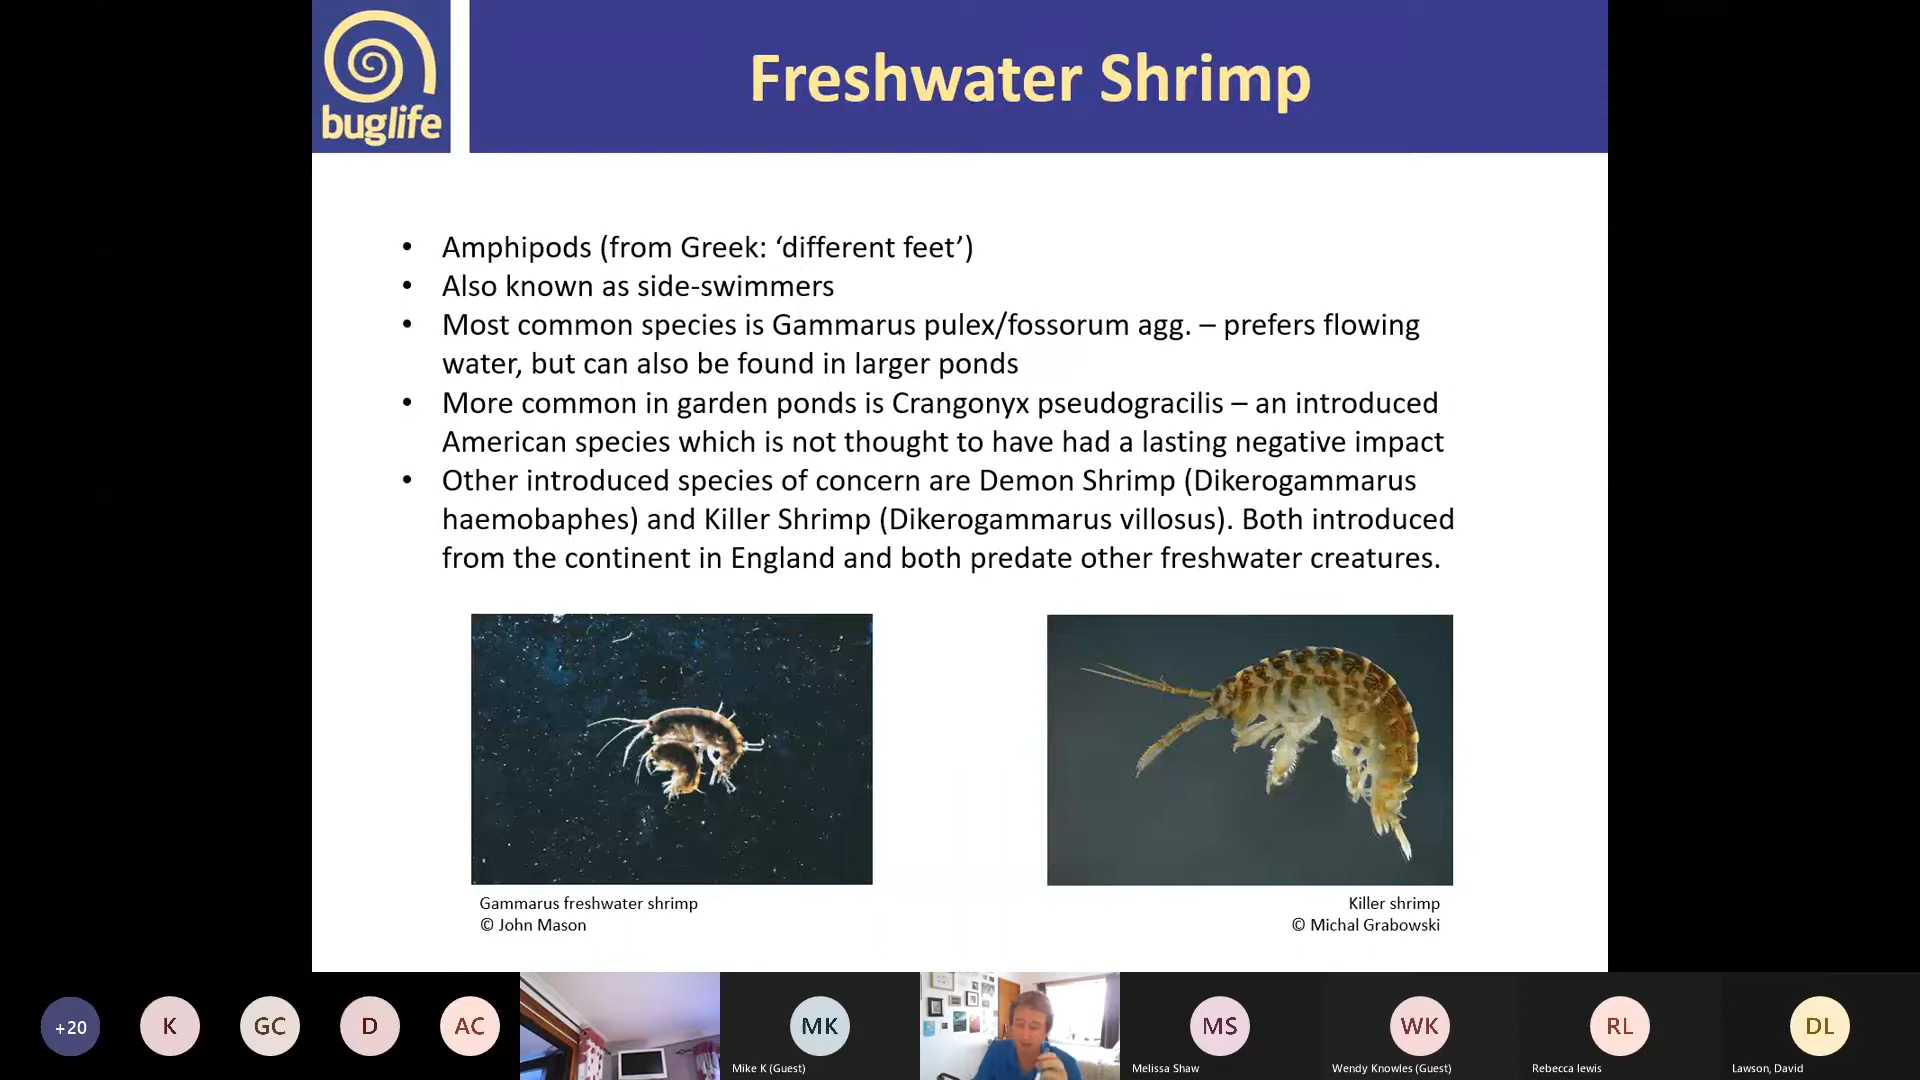 buglife
Freshwater Shrimp
• Amphipods (from Greek: ‘different feet’)
• Also known as side-swimmers
• Most common species is Gammarus pulex/fossorum agg. – prefers flowing
water, but can also be found in larger ponds
• More common in garden ponds is Crangonyx pseudogracilis – an introduced
American species which is not thought to have had a lasting negative impact
• Other introduced species of concern are Demon Shrimp (Dikerogammarus
haemobaphes) and Killer Shrimp (Dikerogammarus villosus). Both introduced
from the continent in England and both predate other freshwater creatures.
Gammarus freshwater shrimp
© John Mason
Killer shrimp
© Michal Grabowski
+20
K
GC
D
AC
MK
Mike K (Guest)
MS
Melissa Shaw
WK
Wendy Knowles (Guest)
RL
Rebecca lewis
DL
Lawson, David